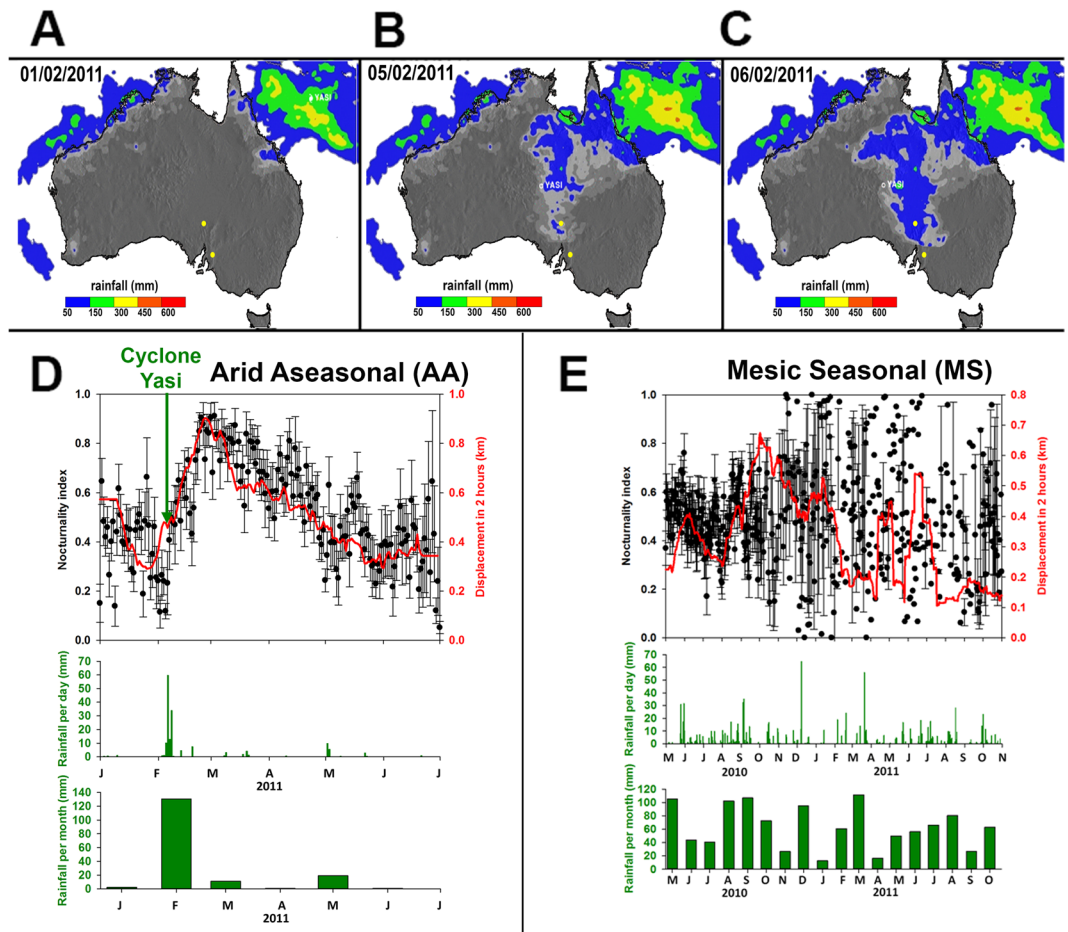 A
B
C
01/02/2011
05/02/2011
06/02/2011
YASI
YASI
YASI
rainfall (mm)
50 150 300 450 600
rainfall (mm)
50 150 300 450 600
rainfall (mm)
50 150 300 450 600
D
Cyclone
Yasi
Arid Aseasonal (AA)
1.0
0.8
0.6
0.4
0.2
0.0
Nocturnality index
1.0
0.8
0.6
0.4
0.2
0.0
Displacement in 2 hours (km)
70
60
50
40
30
20
10
0
Rainfall per day (mm)
J F M A M J J
2011
140
120
100
80
60
40
20
0
Rainfall per month (mm)
J F M A M J J
2011
E
Mesic Seasonal (MS)
1.0
0.8
0.6
0.4
0.2
0.0
Nocturnality index
0.8
0.7
0.6
0.5
0.4
0.3
0.2
0.1
0.0
Displacement in 2 hours (km)
70
60
50
40
30
20
10
0
Rainfall per day (mm)
M J J A S O N D J F M A M J J A S O N
2010 2011
120
100
80
60
40
20
0
Rainfall per month (mm)
M J J A S O N D J F M A M J J A S O
2010 2011